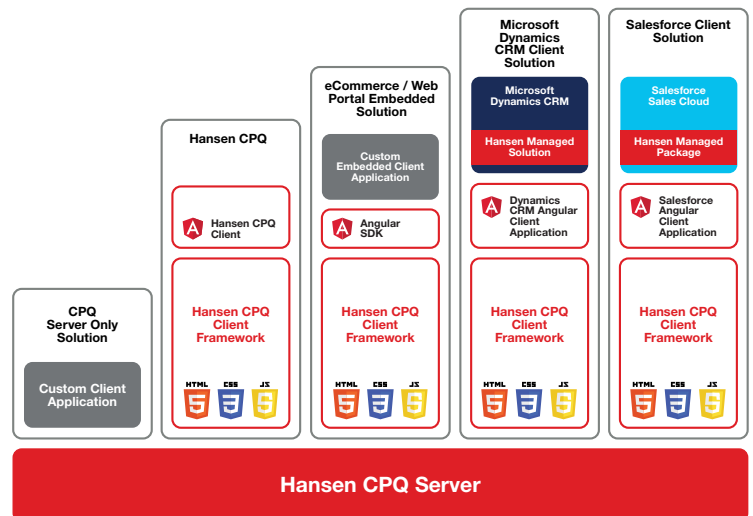 CPQ
Server Only
Solution
Custom Client
Application
Hansen CPQ
Hansen CPQ
Client
Hansen CPQ
Client
Framework
HTML
CSS
JS
eCommerce / Web
Portal Embedded
Solution
Custom
Embedded Client
Application
Angular
SDK
Hansen CPQ
Client
Framework
HTML
CSS
JS
Microsoft
Dynamics
CRM Client
Solution
Microsoft
Dynamics CRM
Hansen Managed
Solution
Dynamics
CRM Angular
Client
Application
Hansen CPQ
Client
Framework
HTML
CSS
JS
Salesforce Client
Solution
Salesforce
Sales Cloud
Hansen Managed
Package
Salesforce
Angular
Client
Application
Hansen CPQ
Client
Framework
HTML
CSS
JS
Hansen CPQ Server